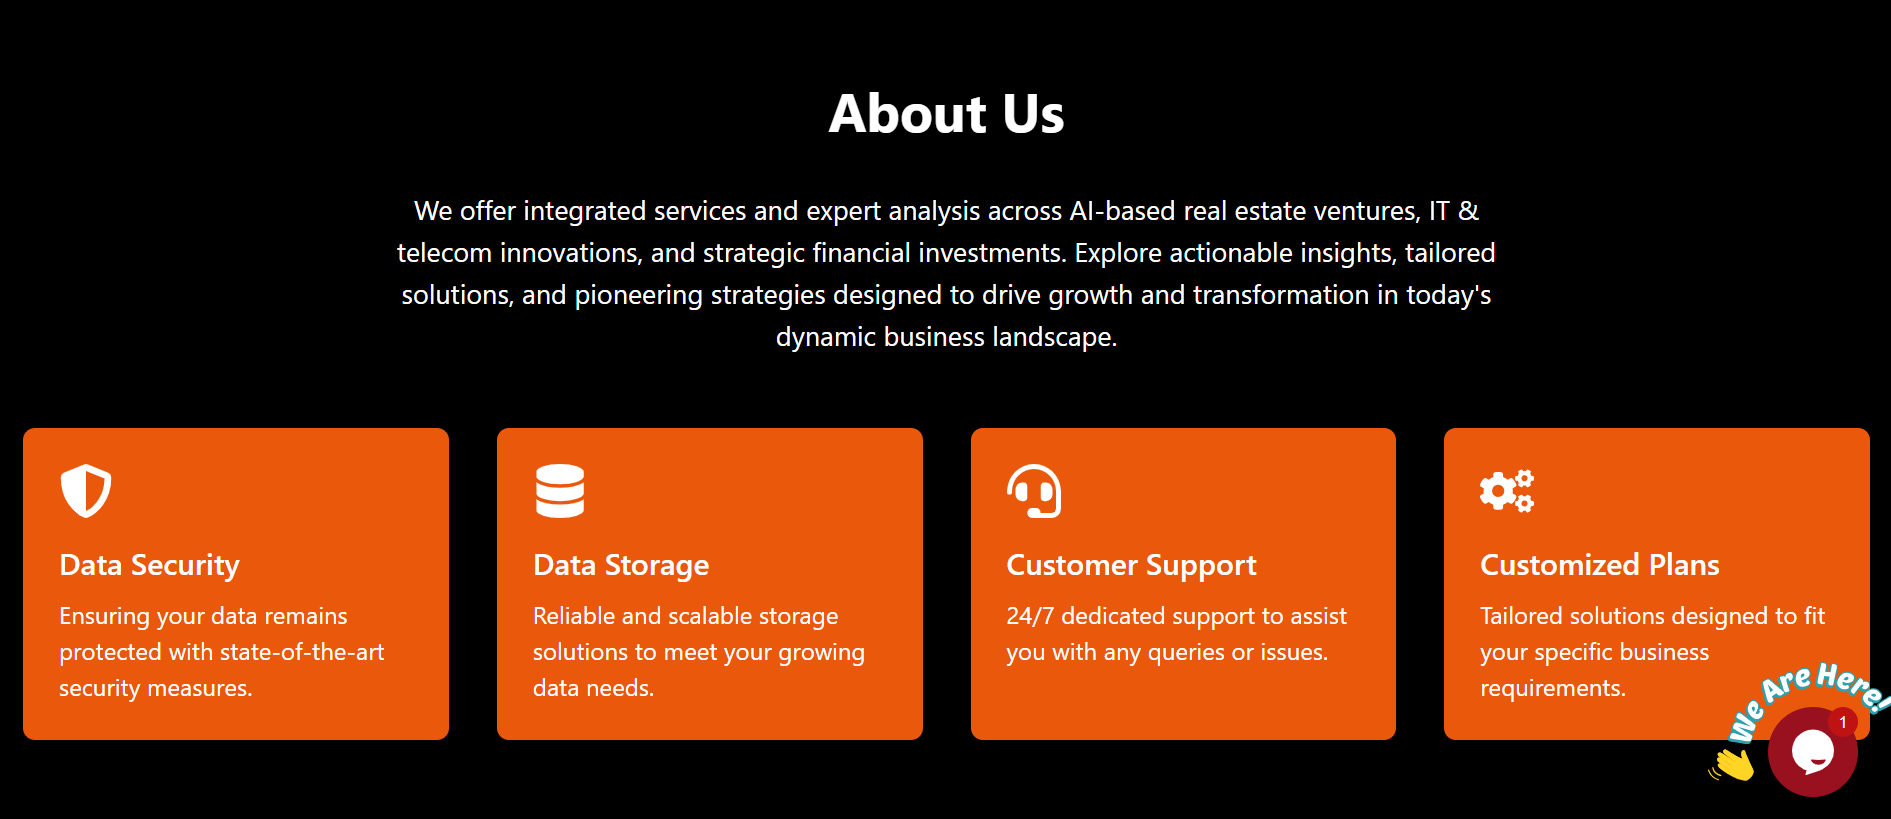 About Us
We offer integrated services and expert analysis across AI-based real estate ventures, IT &
telecom innovations, and strategic financial investments. Explore actionable insights, tailored
solutions, and pioneering strategies designed to drive growth and transformation in today's
dynamic business landscape.
Data Security
Ensuring your data remains
protected with state-of-the-art
security measures.
Data Storage
Reliable and scalable storage
solutions to meet your growing
data needs.
Customer Support
24/7 dedicated support to assist
you with any queries or issues.
Customized Plans
Tailored solutions designed to fit
your specific business
requirements.
We Are Here!
1